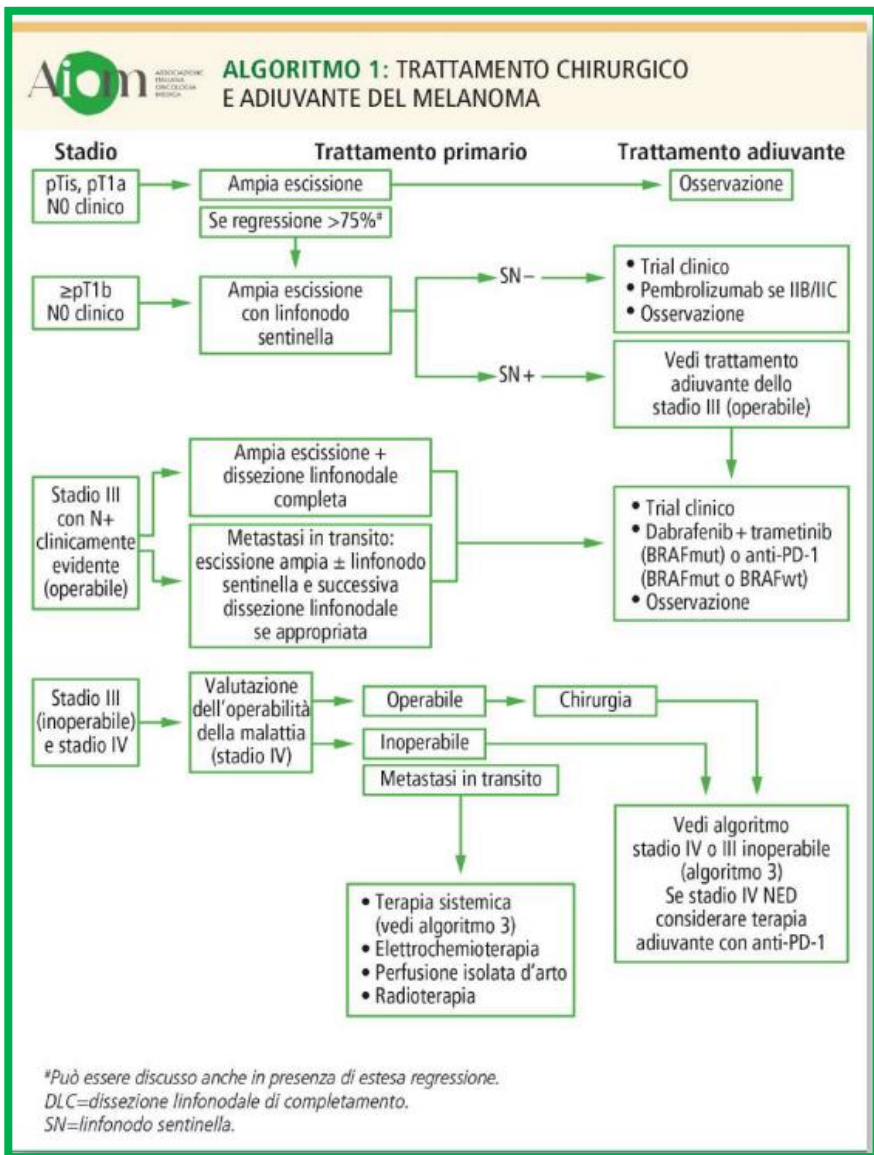 Aiom
ASSOCIAZIONE
ITALIANA
ONCOLOGIA
MEDICA
ALGORITMO 1: TRATTAMENTO CHIRURGICO
E ADIUVANTE DEL MELANOMA
Stadio
Trattamento primario
Trattamento adiuvante
pTis, pT1a
N0 clinico
Ampia escissione
Osservazione
Se regressione >75%#
≥pT1b
N0 clinico
Ampia escissione
con linfonodo
sentinella
SN−
• Trial clinico
• Pembrolizumab se IIB/IIC
• Osservazione
SN+
Vedi trattamento
adiuvante dello
stadio III (operabile)
Stadio III
con N+
clinicamente
evidente
(operabile)
Ampia escissione +
dissezione linfonodale
completa
Metastasi in transito:
escissione ampia ± linfonodo
sentinella e successiva
dissezione linfonodale
se appropriata
• Trial clinico
• Dabrafenib + trametinib
(BRAFmut) o anti-PD-1
(BRAFmut o BRAFwt)
• Osservazione
Stadio III
(inoperabile)
e stadio IV
Valutazione
dell'operabilità
della malattia
(stadio IV)
Operabile
Chirurgia
Inoperabile
Metastasi in transito
• Terapia sistemica
(vedi algoritmo 3)
• Elettrochemioterapia
• Perfusione isolata d'arto
• Radioterapia
Vedi algoritmo
stadio IV o III inoperabile
(algoritmo 3)
Se stadio IV NED
considerare terapia
adiuvante con anti-PD-1
#Può essere discusso anche in presenza di estesa regressione.
DLC=dissezione linfonodale di completamento.
SN=linfonodo sentinella.